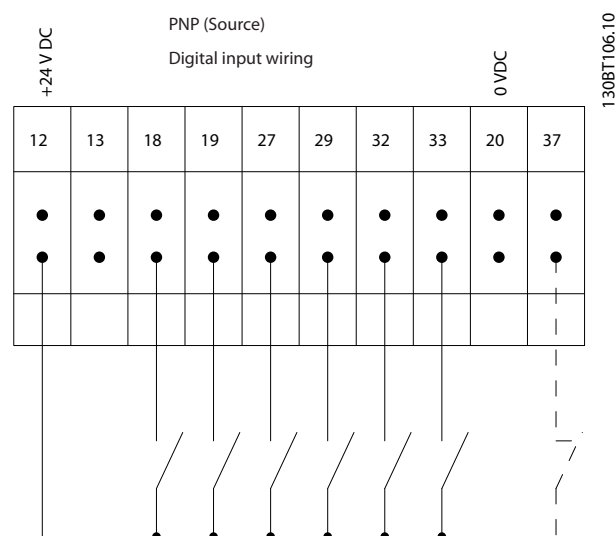 PNP (Source)
Digital input wiring
+24 V DC
0 VDC
130BT106.10
12 13 18 19 27 29 32 33 20 37